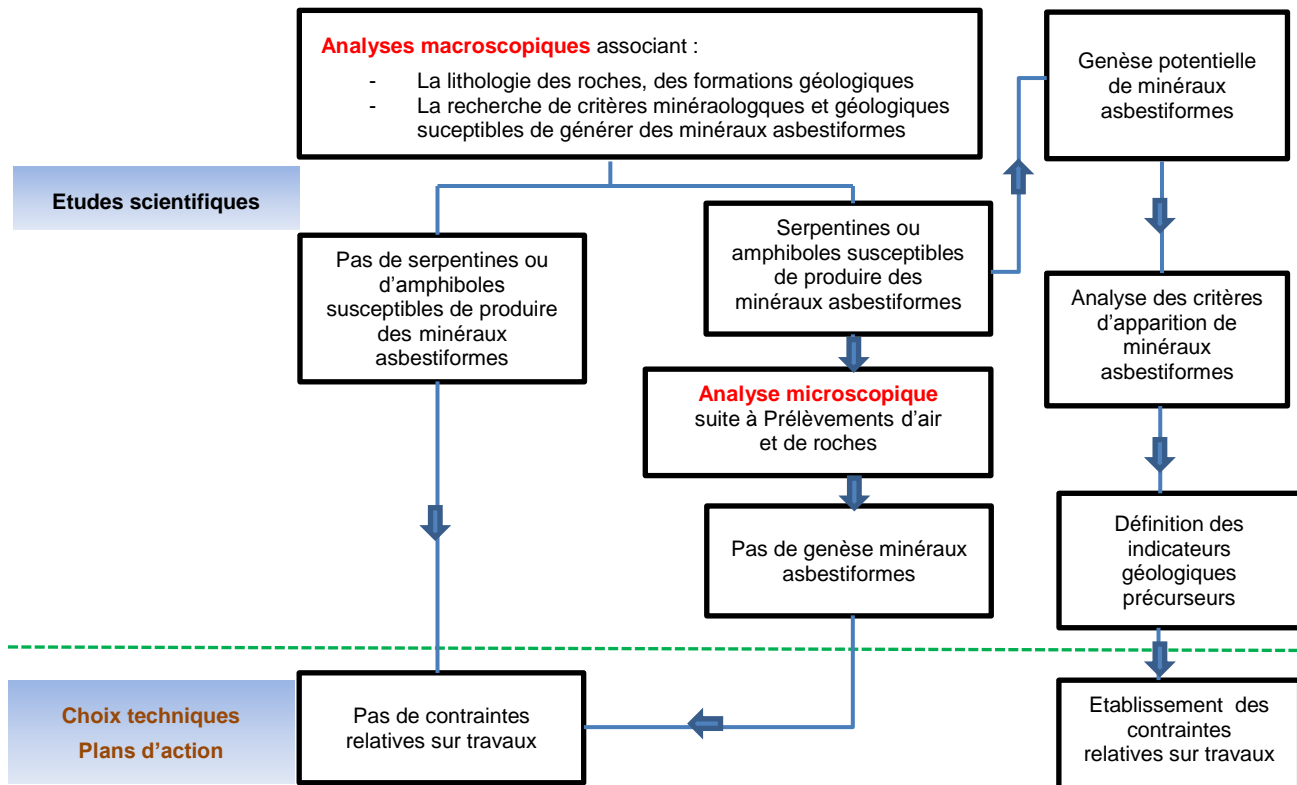 Analyses macroscopiques associant :
- La lithologie des roches, des formations géologiques
- La recherche de critères minéraologqques et géologiques
suceptibles de générer des minéraux asbestiformes
Genèse potentielle
de minéraux
asbestiformes
Etudes scientifiques
Pas de serpentines ou
d’amphiboles
susceptibles de produire
des minéraux
asbestiformes
Serpentines ou
amphiboles susceptibles
de produire des
minéraux asbestiformes
Analyse des critères
d’apparition de
minéraux
asbestiformes
Analyse microscopique
suite à Prélèvements d’air
et de roches
Pas de genèse minéraux
asbestiformes
Définition des
indicateurs
géologiques
précurseurs
Choix techniques
Plans d’action
Pas de contraintes
relatives sur travaux
Etablissement des
contraintes
relatives sur travaux